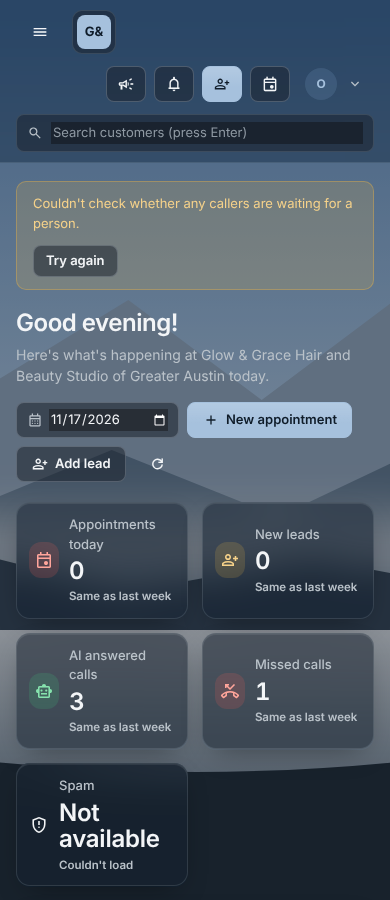 G&
O
Search customers (press Enter)
Couldn't check whether any callers are waiting for a
person.
Try again
Good evening!
Here's what's happening at Glow & Grace Hair and
Beauty Studio of Greater Austin today.
11/17/2026
New appointment
Add lead
Appointments
today
0
Same as last week
New leads
0
Same as last week
AI answered
calls
3
Same as last week
Missed calls
1
Same as last week
Spam
Not
available
Couldn't load